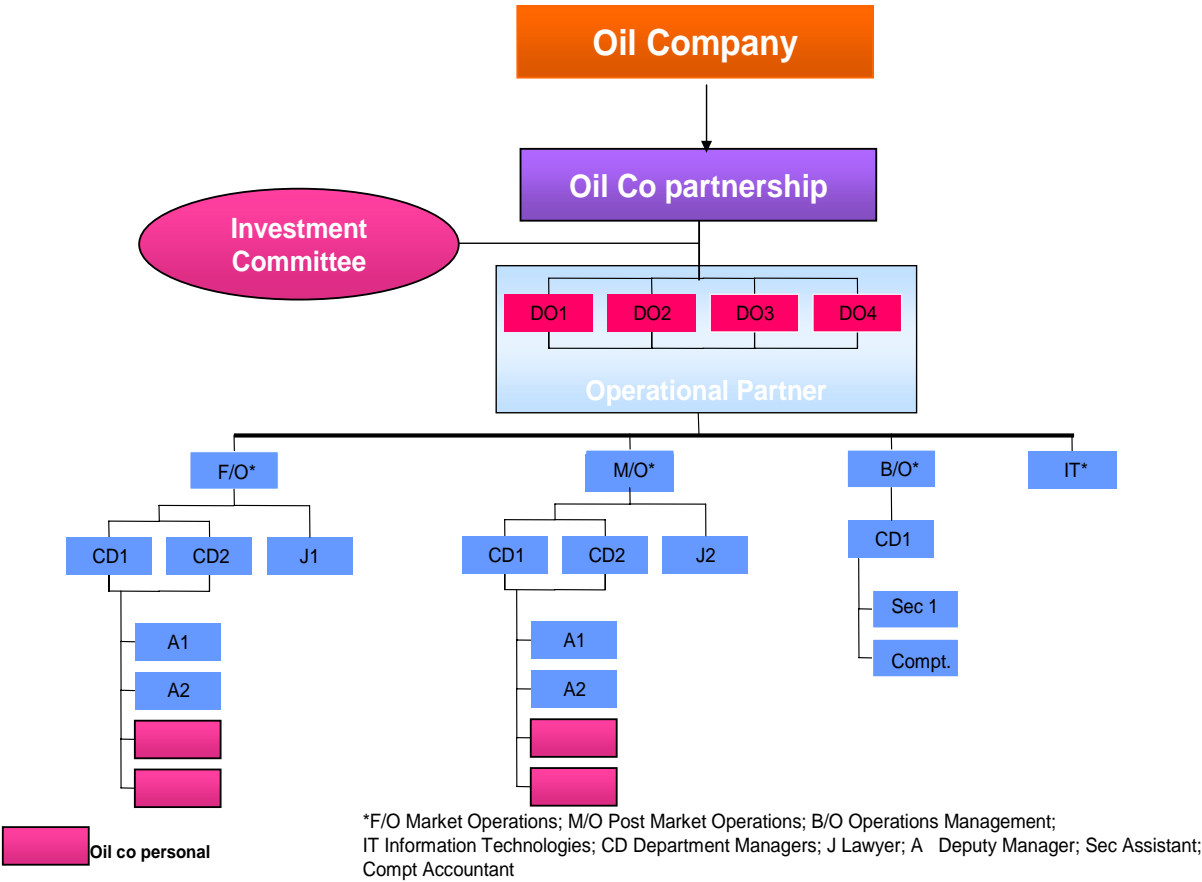 Oil Company
Oil Co partnership
Investment
Committee
DO1
DO2
DO3
DO4
Operational Partner
F/O*
M/O*
B/O*
IT*
CD1
CD2
J1
CD1
CD2
J2
CD1
A1
A2
A1
A2
Sec 1
Compt.
Oil co personal
*F/O Market Operations; M/O Post Market Operations; B/O Operations Management;
IT Information Technologies; CD Department Managers; J Lawyer; A Deputy Manager; Sec Assistant;
Compt Accountant